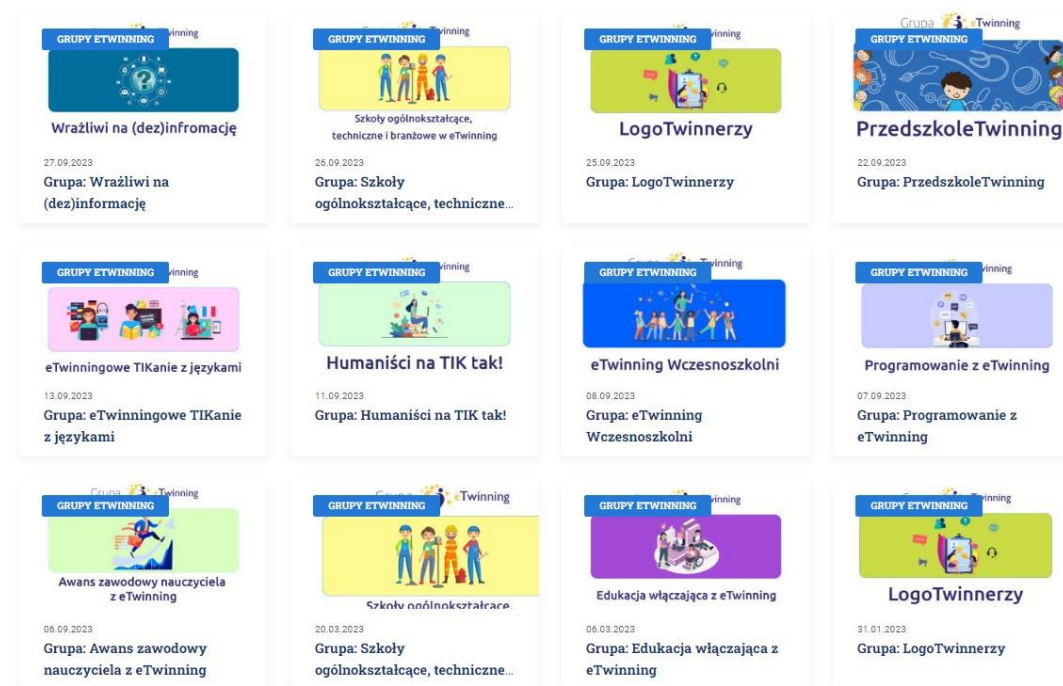 Twinning
GRUPY ETWINNING
Wrażliwi na (dez)infromację
27.09.2023
Grupa: Wrażliwi na
(dez)informację
GRUPY ETWINNING
Szkoły ogólnokształcące,
techniczne i branżowe w eTwinning
26.09.2023
Grupa: Szkoły
ogólnokształcące, techniczne...
GRUPY ETWINNING
LogoTwinnerzy
25.09.2023
Grupa: LogoTwinnerzy
Grupa eTwinning
GRUPY ETWINNING
PrzedszkoleTwinning
22.09.2023
Grupa: PrzedszkoleTwinning
GRUPY ETWINNING
eTwinningowe TIKanie z językami
13.09.2023
Grupa: eTwinningowe TIKanie
z językami
GRUPY ETWINNING
Humaniści na TIK tak!
11.09.2023
Grupa: Humaniści na TIK tak!
Twinning
GRUPY ETWINNING
eTwinning Wczesnoszkolni
08.09.2023
Grupa: eTwinning
Wczesnoszkolni
GRUPY ETWINNING
Programowanie z eTwinning
07.09.2023
Grupa: Programowanie z
eTwinning
Grupa eTwinning
GRUPY ETWINNING
Awans zawodowy nauczyciela
z eTwinning
06.09.2023
Grupa: Awans zawodowy
nauczyciela z eTwinning
Grupa eTwinning
GRUPY ETWINNING
Szkoły ogólnokształcące,
20.03.2023
Grupa: Szkoły
ogólnokształcące, techniczne...
GRUPY ETWINNING
Edukacja włączająca z eTwinning
06.03.2023
Grupa: Edukacja włączająca z
eTwinning
GRUPY ETWINNING
LogoTwinnerzy
31.01.2023
Grupa: LogoTwinnerzy